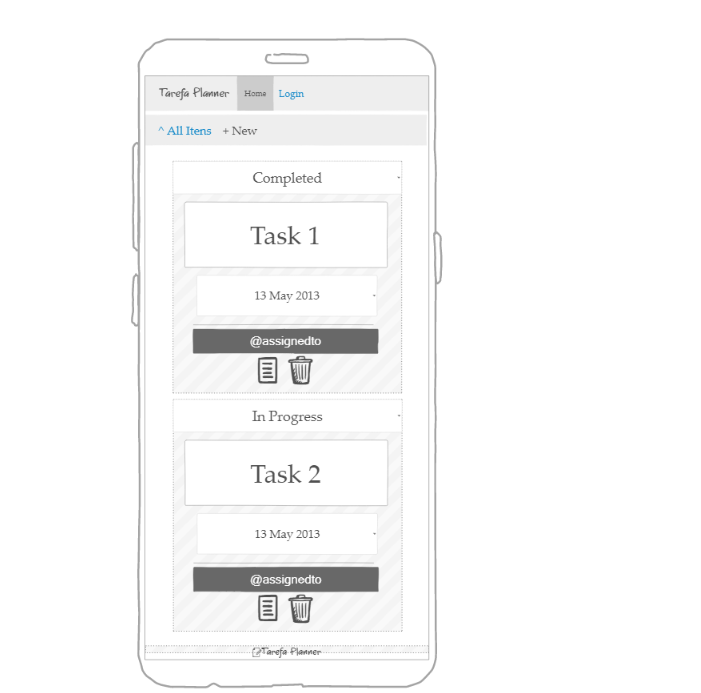 Tarefa Planner Home Login
^ All Itens + New
Completed
Task 1
13 May 2013
@assignedto
In Progress
Task 2
13 May 2013
@assignedto
Tarefa Planner